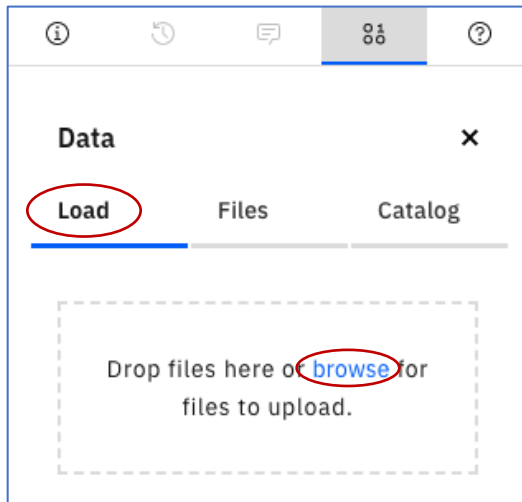 Data
Load Files Catalog
Drop files here or browse for
files to upload.